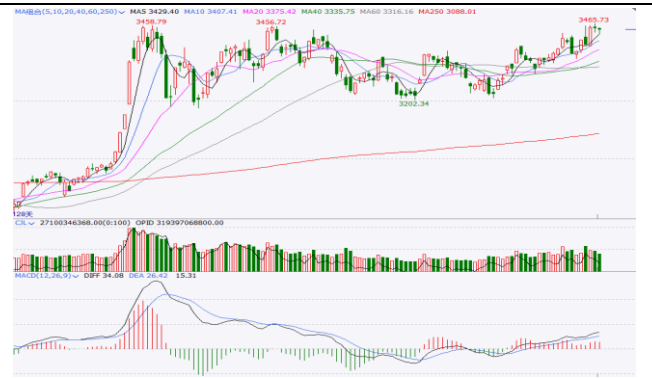 MA组合(5,10,20,40,60,250) MA5 3429.40 MA10 3407.41 MA20 3375.42 MA40 3335.75 MA60 3316.16 MA250 3088.01
3458.79
3456.72
3465.73
3202.34
128天
CJL 27100346368.00(0:100) OPID 319397068800.00
MACD(12,26,9) DIFF 34.08 DEA 26.42 15.31